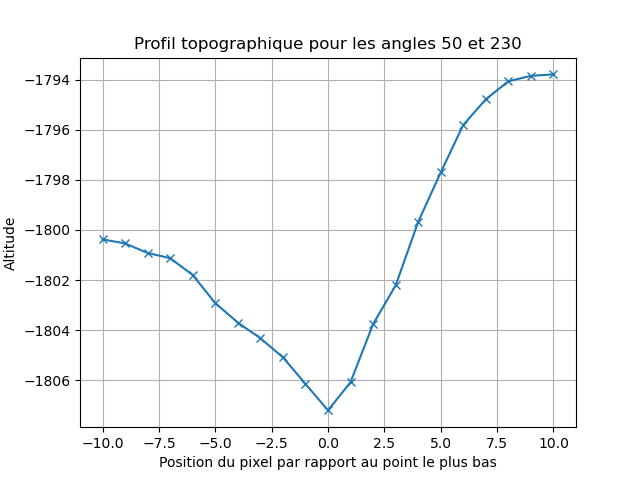 Profil topographique pour les angles 50 et 230
−1794
−1796
−1798
−1800
−1802
−1804
−1806
Altitude
−10.0 −7.5 −5.0 −2.5 0.0 2.5 5.0 7.5 10.0
Position du pixel par rapport au point le plus bas